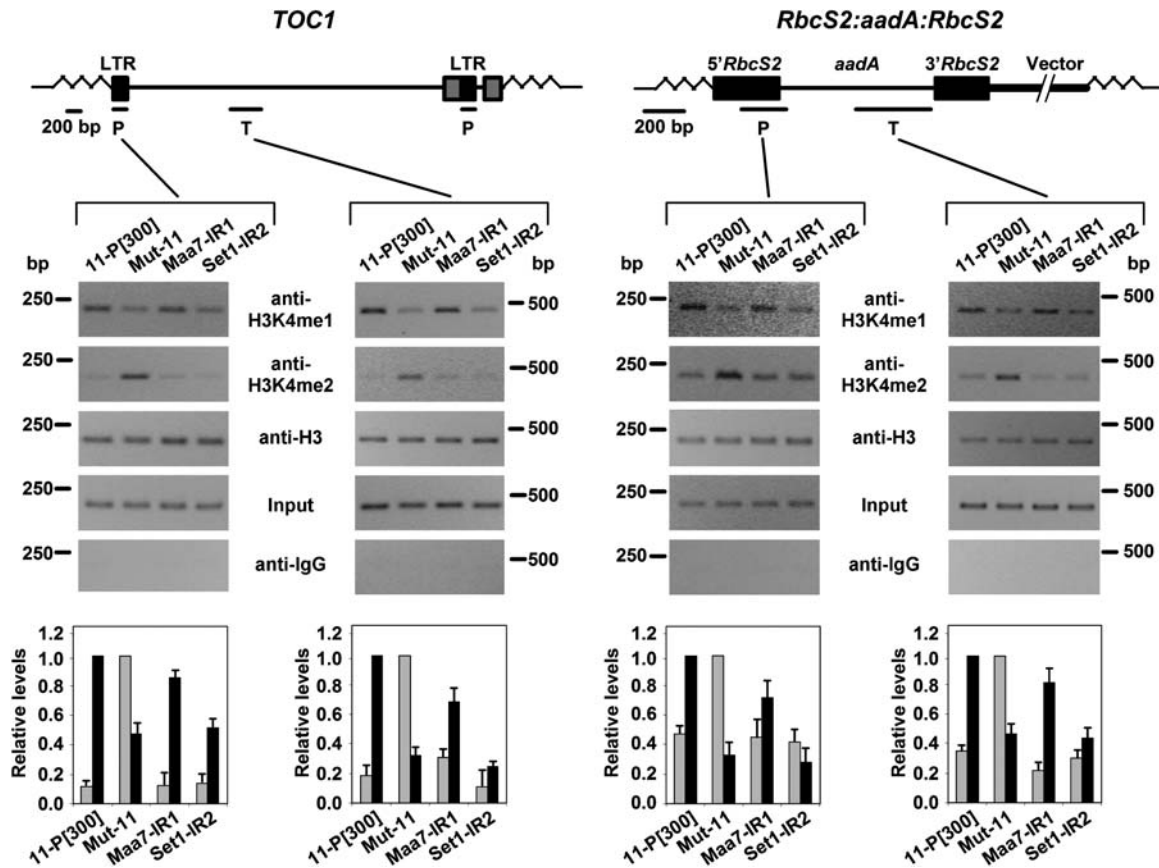 TOC1
RbcS2:aadA:RbcS2
LTR
LTR
5'RbcS2
aadA
3'RbcS2
Vector
200 bp
P
T
P
200 bp
P
T
bp
11-P[300]
Mut-11
Maa7-IR1
Set1-IR2
11-P[300]
Mut-11
Maa7-IR1
Set1-IR2
bp
bp
11-P[300]
Mut-11
Maa7-IR1
Set1-IR2
11-P[300]
Mut-11
Maa7-IR1
Set1-IR2
bp
250
anti-
H3K4me1
500
250
anti-
H3K4me1
500
250
anti-
H3K4me2
500
250
anti-
H3K4me2
500
250
anti-H3
500
250
anti-H3
500
250
Input
500
250
Input
500
250
anti-IgG
500
250
anti-IgG
500
Relative levels
1.2
1.0
0.8
0.6
0.4
0.2
0.0
11-P[300]
Mut-11
Maa7-IR1
Set1-IR2
Relative levels
1.2
1.0
0.8
0.6
0.4
0.2
0.0
11-P[300]
Mut-11
Maa7-IR1
Set1-IR2
Relative levels
1.2
1.0
0.8
0.6
0.4
0.2
0.0
11-P[300]
Mut-11
Maa7-IR1
Set1-IR2
Relative levels
1.2
1.0
0.8
0.6
0.4
0.2
0.0
11-P[300]
Mut-11
Maa7-IR1
Set1-IR2